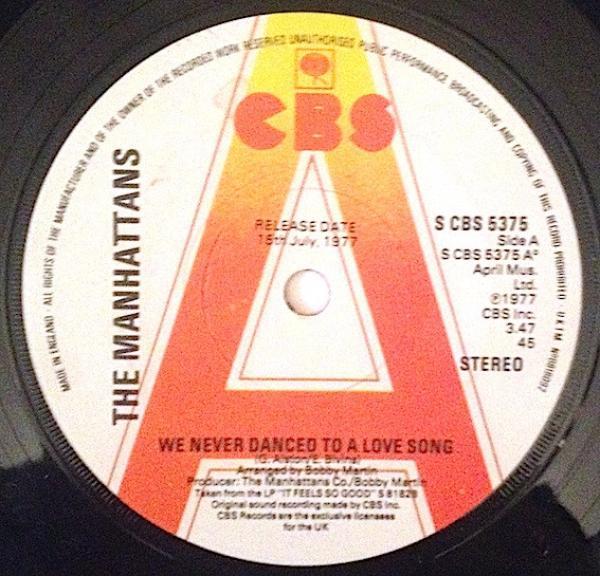 MADE IN ENGLAND · ALL RIGHTS OF THE MANUFACTURER AND OF THE OWNER OF THE RECORDED WORK RESERVED UNAUTHORISED PUBLIC PERFORMANCE BROADCASTING AND COPYING OF THIS RECORD PROHIBITED
CBS
THE MANHATTANS
RELEASE DATE
15th July, 1977
S CBS 5375
Side A
S CBS 5375 A°
April Mus.
Ltd.
℗1977
CBS Inc.
3.47
45
STEREO
WE NEVER DANCED TO A LOVE SONG
(G. Alston/E. Bivins)
Arranged by Bobby Martin
Producer: The Manhattans Co./Bobby Martin
Taken from the LP "IT FEELS SO GOOD" S 81828
Original sound recording made by CBS Inc.
CBS Records are the exclusive licensees
for the UK